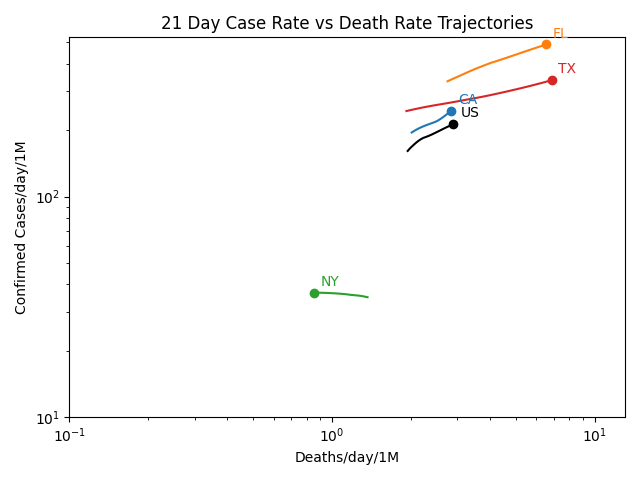 21 Day Case Rate vs Death Rate Trajectories
FL
TX
CA
US
NY
Confirmed Cases/day/1M
10²
10¹
10⁻¹
10⁰
10¹
Deaths/day/1M